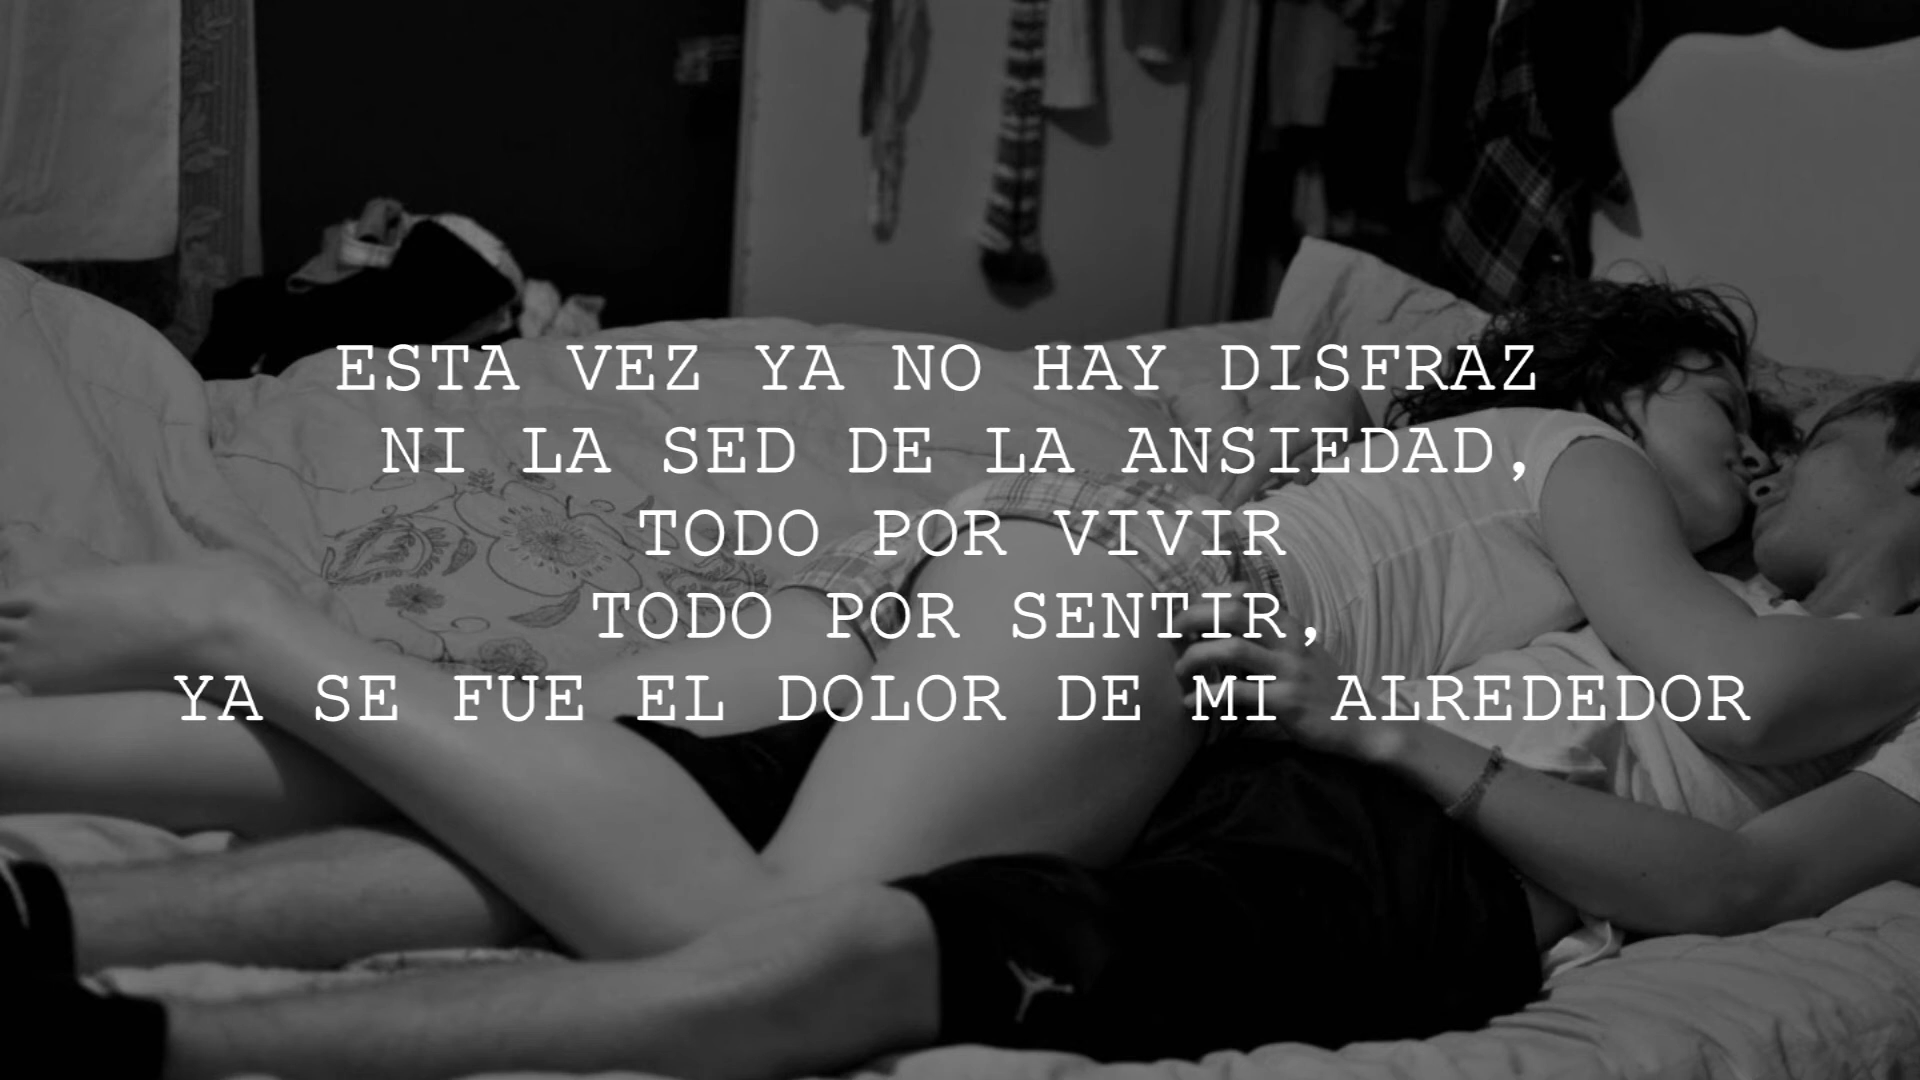 ESTA VEZ YA NO HAY DISFRAZ
NI LA SED DE LA ANSIEDAD,
TODO POR VIVIR
TODO POR SENTIR,
YA SE FUE EL DOLOR DE MI ALREDEDOR